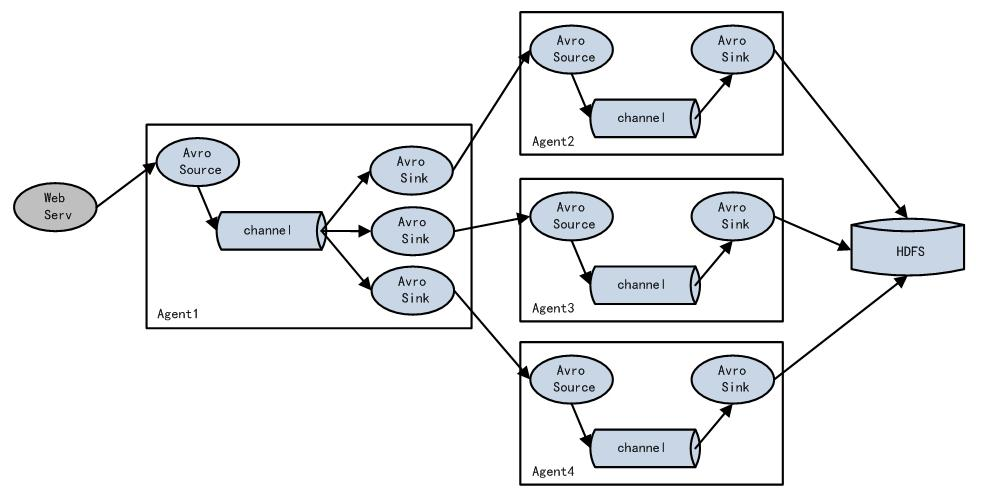 Web
Serv
Avro
Source
channel
Avro
Sink
Avro
Sink
Avro
Sink
Agent1
Avro
Source
channel
Avro
Sink
Agent2
Avro
Source
channel
Avro
Sink
Agent3
Avro
Source
channel
Avro
Sink
Agent4
HDFS